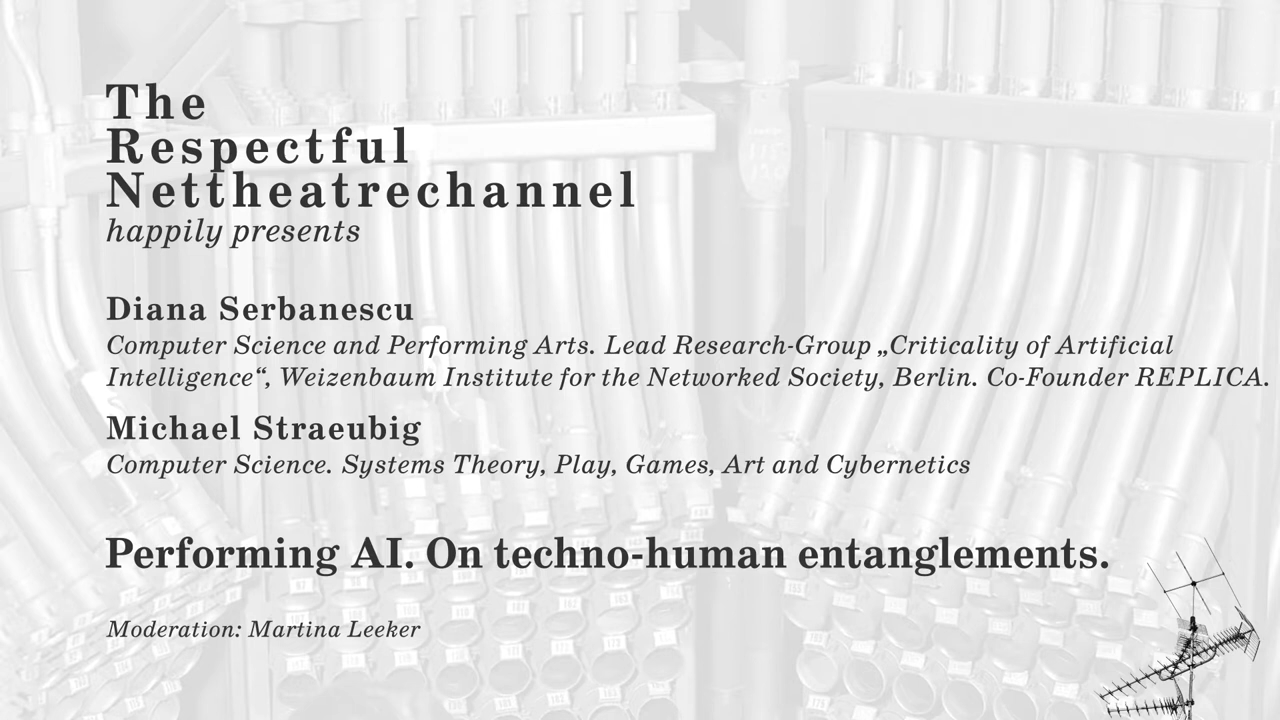 The
Respectful
Nettheatrechannel
happily presents
Diana Serbanescu
Computer Science and Performing Arts. Lead Research-Group „Criticality of Artificial
Intelligence“, Weizenbaum Institute for the Networked Society, Berlin. Co-Founder REPLICA.
Michael Straeubig
Computer Science. Systems Theory, Play, Games, Art and Cybernetics
Performing AI. On techno-human entanglements.
Moderation: Martina Leeker